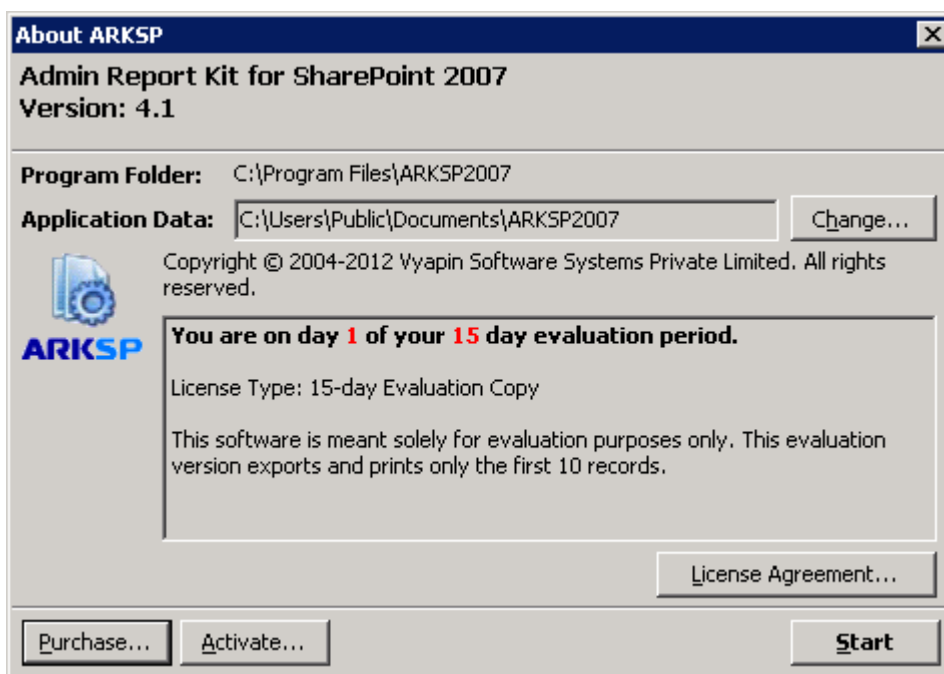 About ARKSP
Admin Report Kit for SharePoint 2007
Version: 4.1
Program Folder: C:\Program Files\ARKSP2007
Application Data: C:\Users\Public\Documents\ARKSP2007 Change...
Copyright © 2004-2012 Vyapin Software Systems Private Limited. All rights
reserved.
ARKSP
You are on day 1 of your 15 day evaluation period.
License Type: 15-day Evaluation Copy
This software is meant solely for evaluation purposes only. This evaluation
version exports and prints only the first 10 records.
License Agreement...
Purchase... Activate... Start